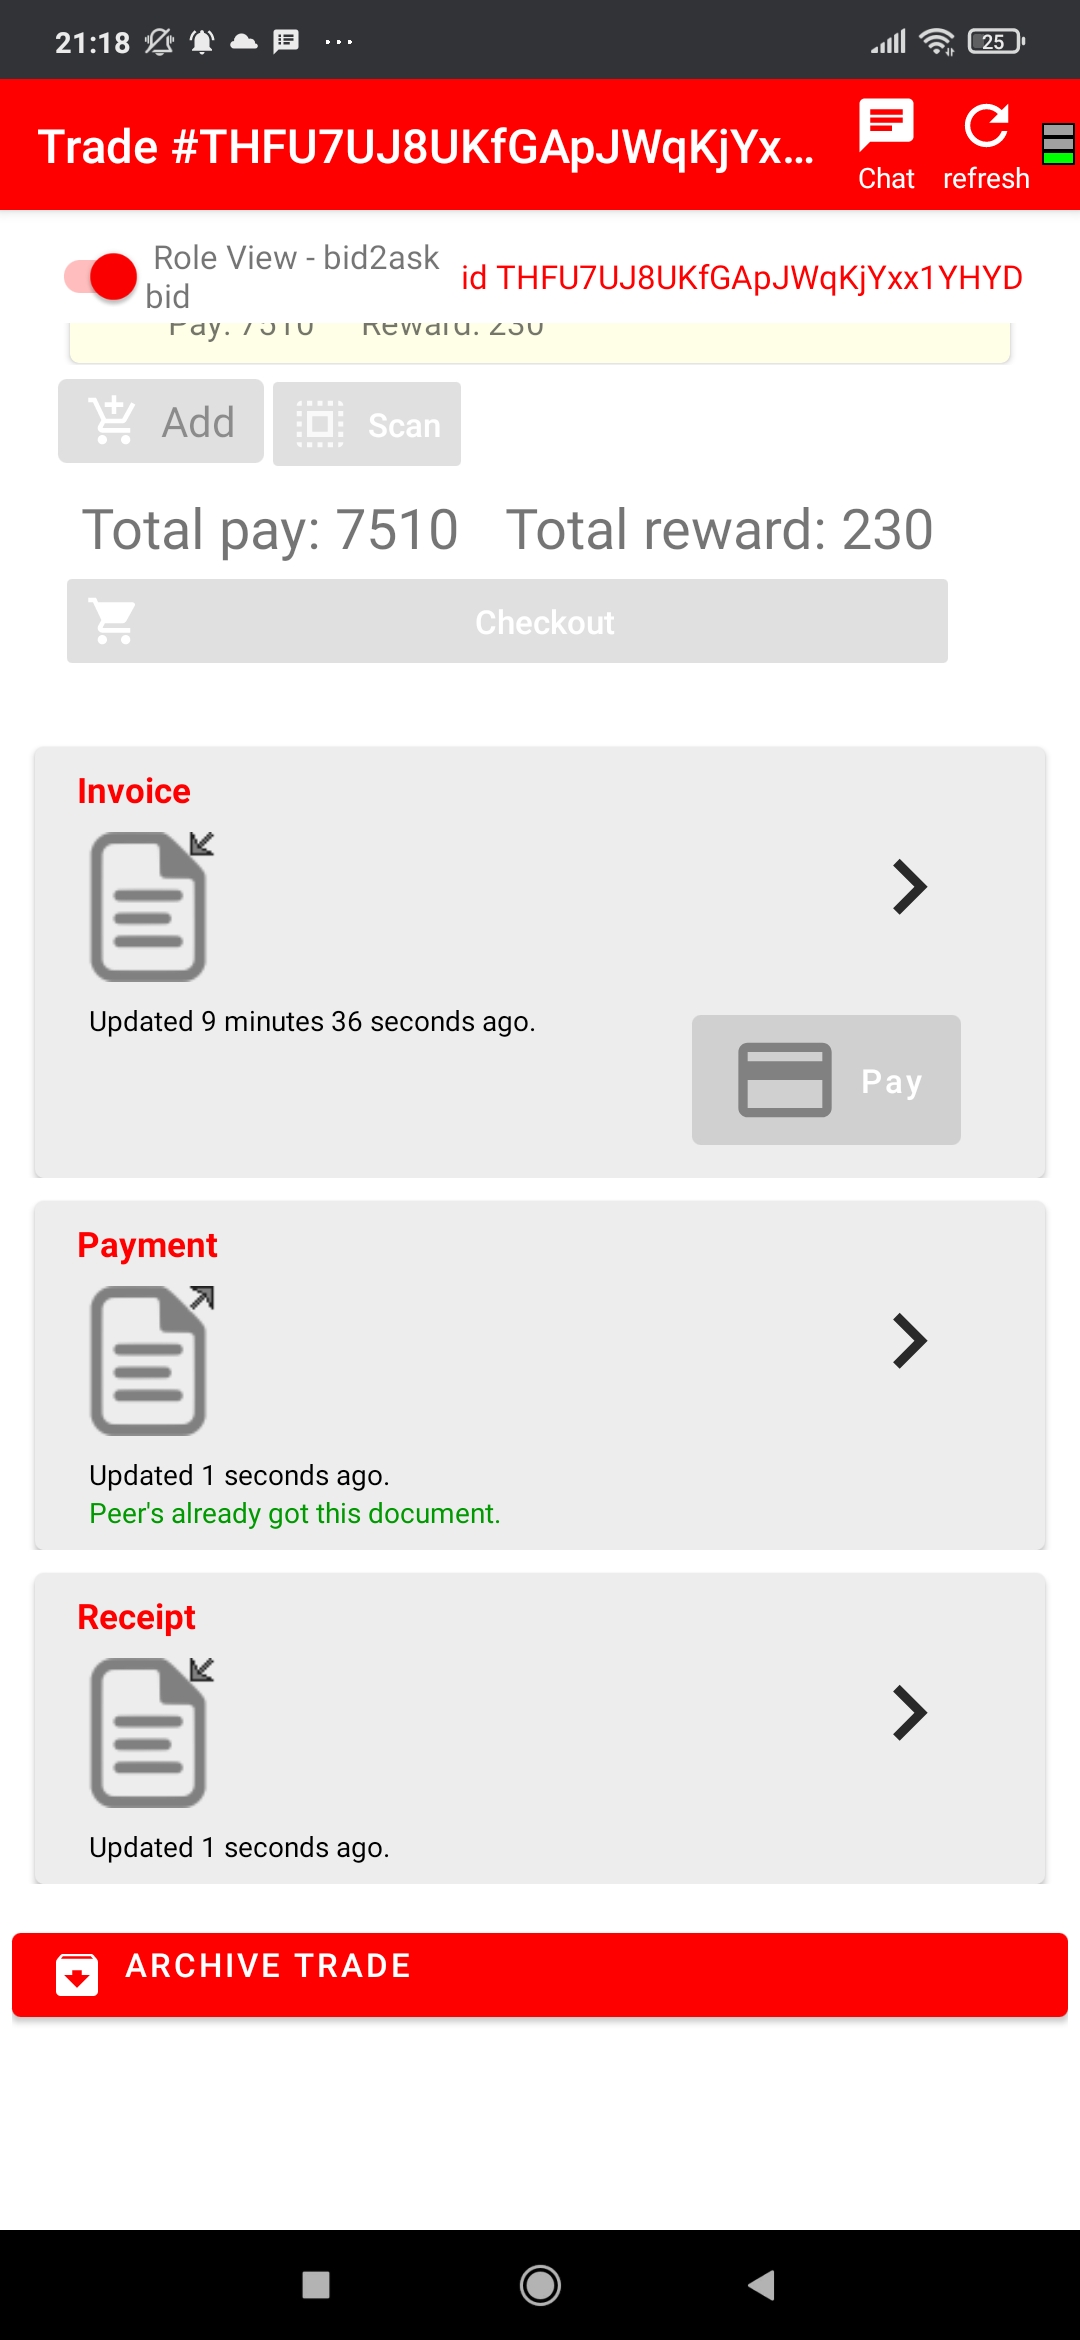 21:18
25
Trade #THFU7UJ8UKfGApJWqKjYx...
Chat
refresh
Role View - bid2ask
bid
id THFU7UJ8UKfGApJWqKjYxx1YHYD
Pay: 7510 Reward: 230
Add
Scan
Total pay: 7510 Total reward: 230
Checkout
Invoice
Updated 9 minutes 36 seconds ago.
Pay
Payment
Updated 1 seconds ago.
Peer's already got this document.
Receipt
Updated 1 seconds ago.
ARCHIVE TRADE